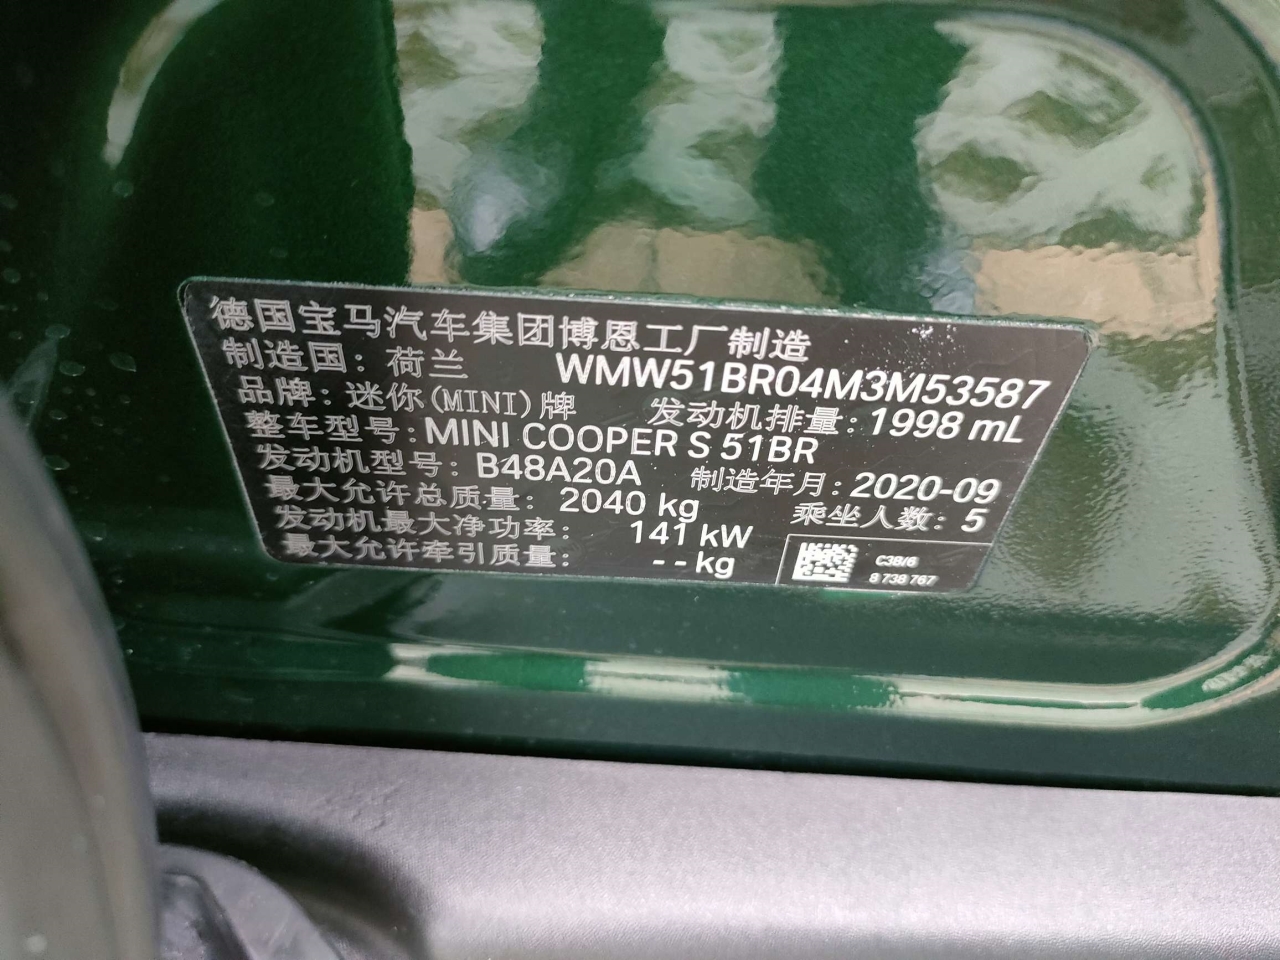 德国宝马汽车集团博恩工厂制造
制造国：荷兰 WMW51BR04M3M53587
品牌：迷你(MINI)牌 发动机排量：1998 mL
整车型号：MINI COOPER S 51BR
发动机型号：B48A20A 制造年月：2020-09
最大允许总质量：2040 kg 乘坐人数：5
发动机最大净功率：141 kW
最大允许牵引质量：--kg
C38/6
8 738 767